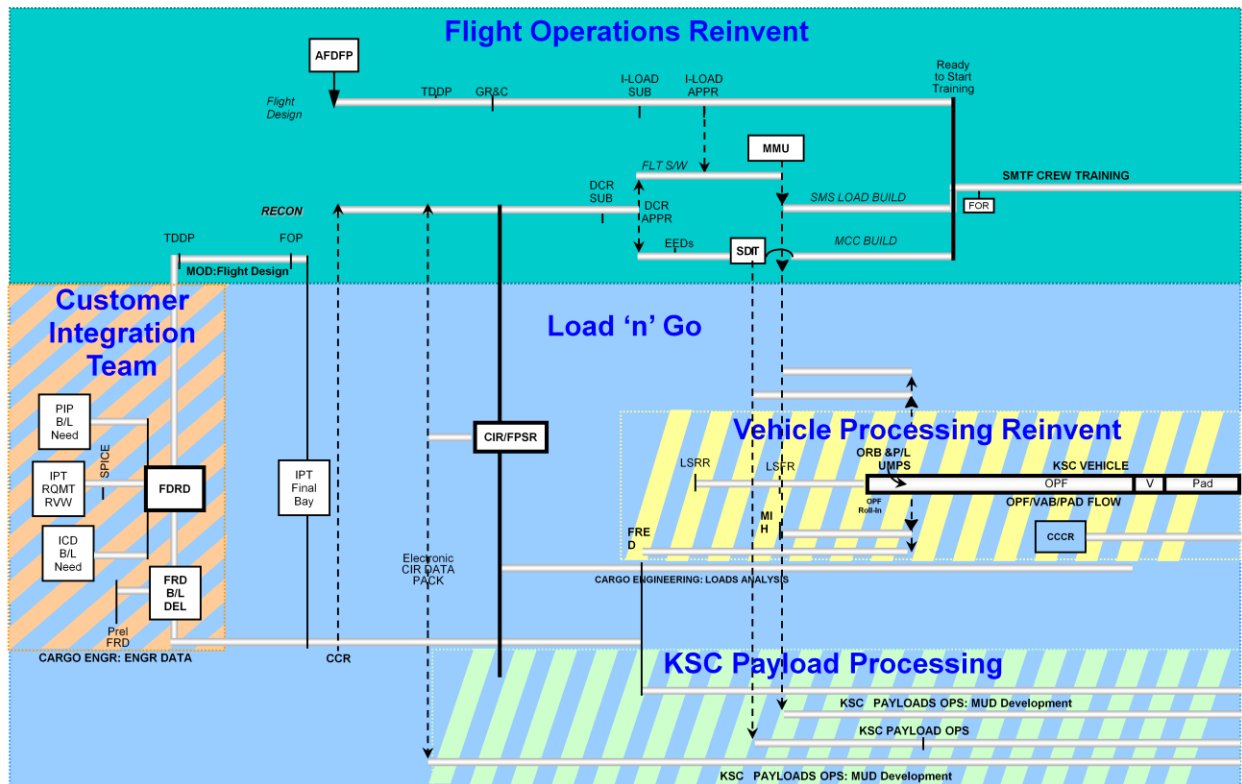 Flight Operations Reinvent
AFDFP
Flight
Design
TDDP
GR&C
I-LOAD
SUB
I-LOAD
APPR
Ready
to Start
Training
MMU
FLT S/W
SMTF CREW TRAINING
DCR
SUB
DCR
APPR
RECON
SMS LOAD BUILD
FOR
TDDP
FOP
EEDs
SDIT
MCC BUILD
MOD:Flight Design
Customer
Integration
Team
Load ‘n’ Go
PIP
B/L
Need
SPICE
IPT
RQMT
RVW
FDRD
ICD
B/L
Need
FRD
B/L
DEL
Prel
FRD
CARGO ENGR: ENGR DATA
IPT
Final
Bay
CCR
CIR/FPSR
Electronic
CIR DATA
PACK
Vehicle Processing Reinvent
ORB &P/L
UMPS
KSC VEHICLE
LSRR
LSFR
OPF
V
Pad
OPF
Roll-In
OPF/VAB/PAD FLOW
MI
H
FRE
D
CCCR
CARGO ENGINEERING: LOADS ANALYSIS
KSC Payload Processing
KSC PAYLOADS OPS: MUD Development
KSC PAYLOAD OPS
KSC PAYLOADS OPS: MUD Development